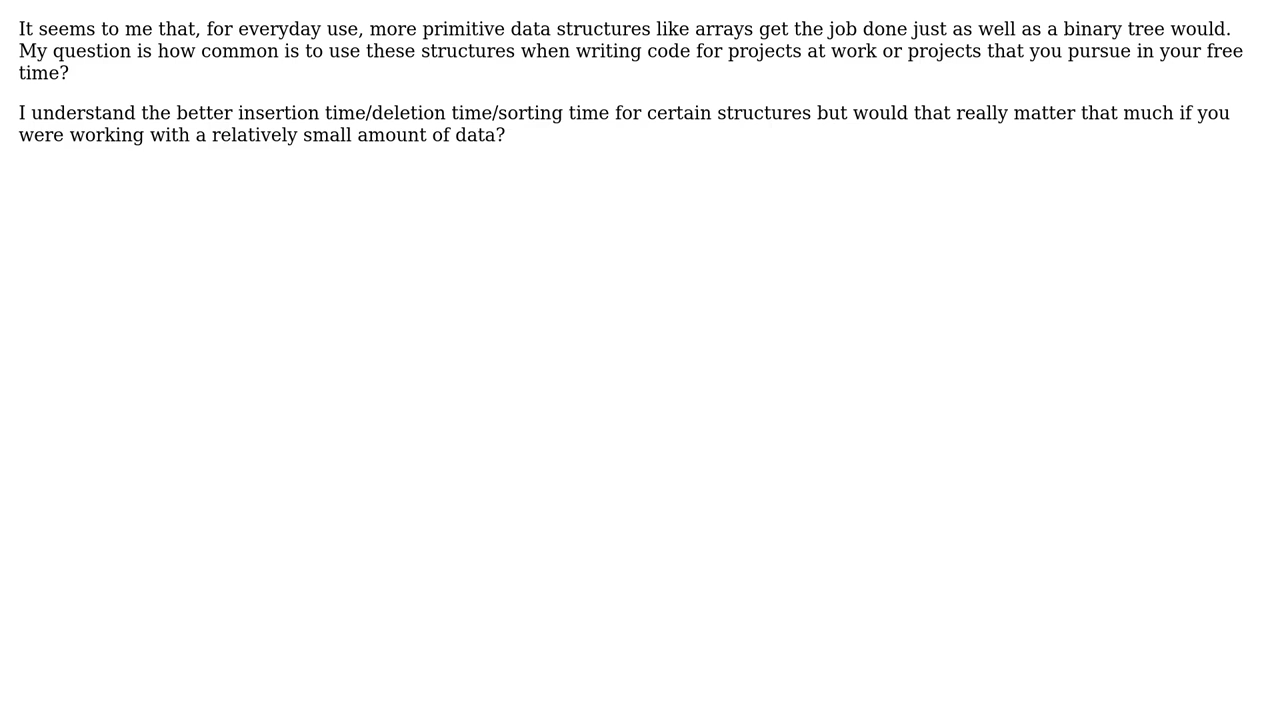 It seems to me that, for everyday use, more primitive data structures like arrays get the job done just as well as a binary tree would.
My question is how common is to use these structures when writing code for projects at work or projects that you pursue in your free
time?
I understand the better insertion time/deletion time/sorting time for certain structures but would that really matter that much if you
were working with a relatively small amount of data?